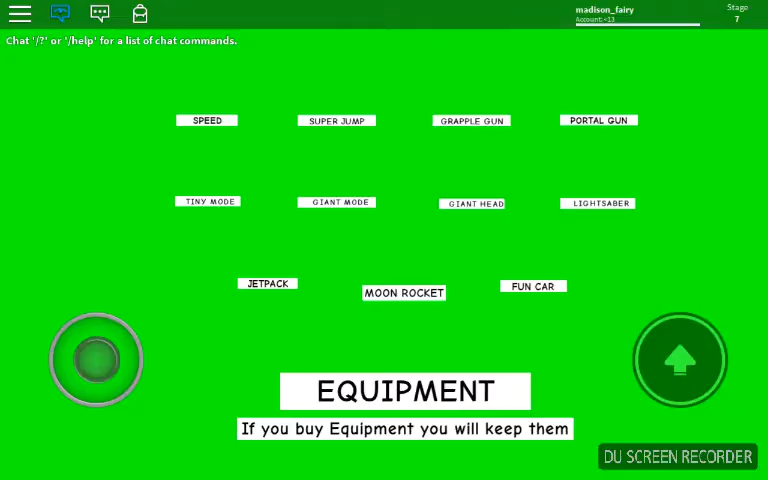 madison_fairy
Account: <13
Stage
7
Chat '/?' or '/help' for a list of chat commands.
SPEED
SUPER JUMP
GRAPPLE GUN
PORTAL GUN
TINY MODE
GIANT MODE
GIANT HEAD
LIGHTSABER
JETPACK
MOON ROCKET
FUN CAR
EQUIPMENT
If you buy Equipment you will keep them
DU SCREEN RECORDER